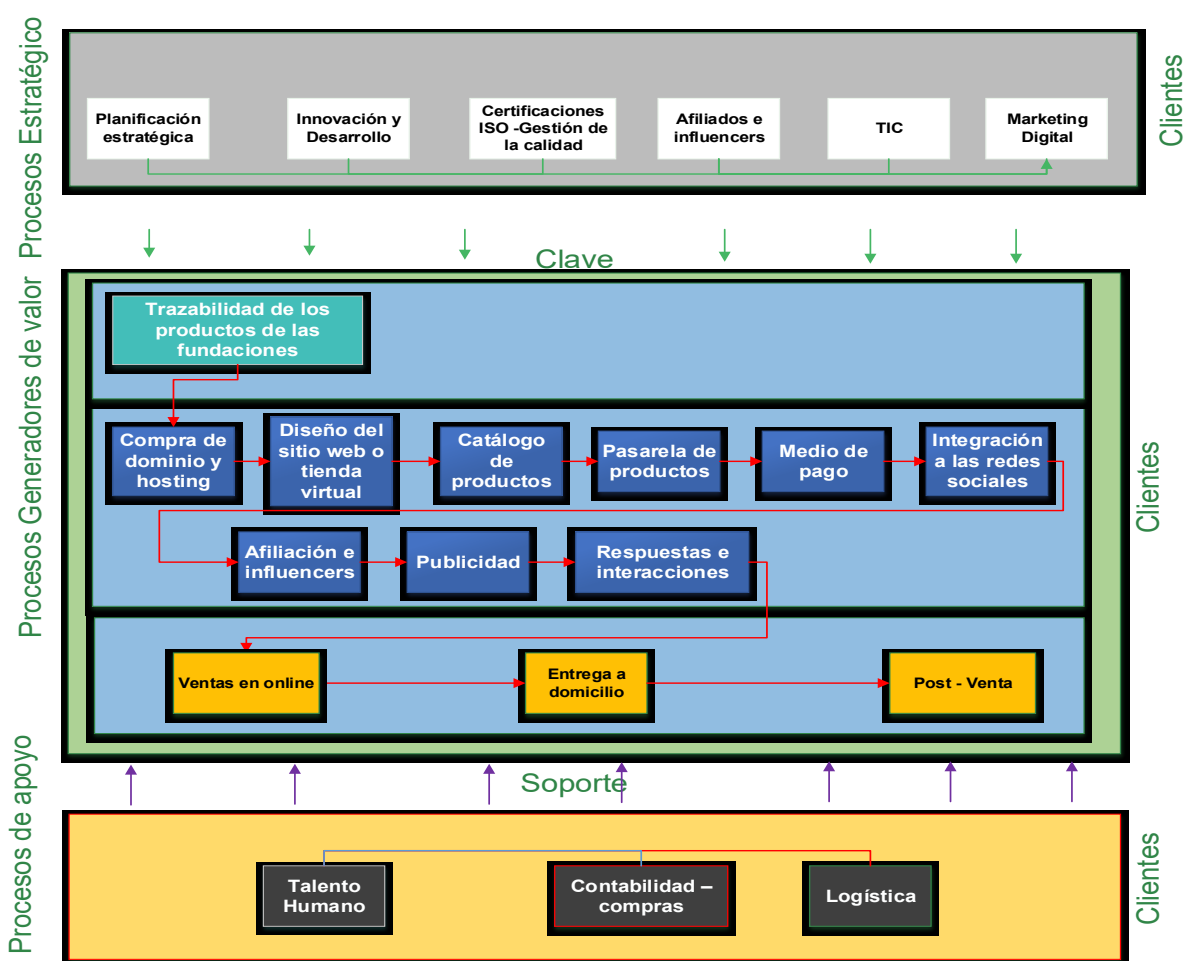 Procesos Estratégico
Clientes
Planificación
estratégica
Innovación y
Desarrollo
Certificaciones
ISO -Gestión de
la calidad
Afiliados e
influencers
TIC
Marketing
Digital
Clave
Procesos Generadores de valor
Clientes
Trazabilidad de los
productos de las
fundaciones
Compra de
dominio y
hosting
Diseño del
sitio web o
tienda
virtual
Catálogo
de
productos
Pasarela de
productos
Medio de
pago
Integración
a las redes
sociales
Afiliación e
influencers
Publicidad
Respuestas e
interacciones
Ventas en online
Entrega a
domicilio
Post - Venta
Soporte
Procesos de apoyo
Clientes
Talento
Humano
Contabilidad –
compras
Logística